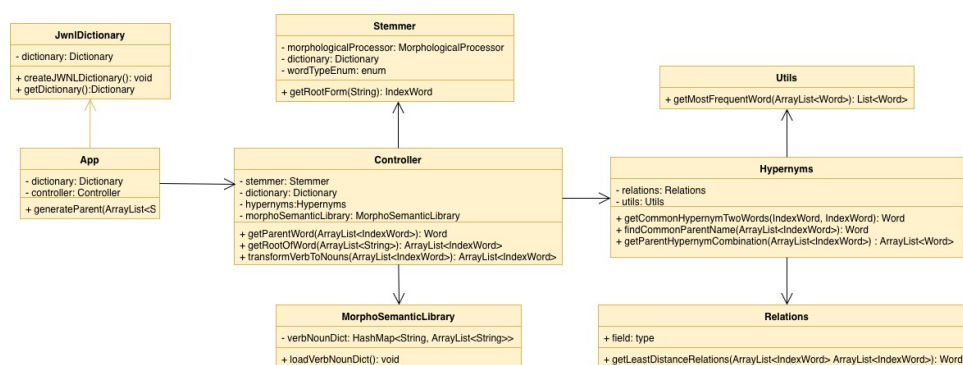 JwnlDictionary
- dictionary: Dictionary
+ createJWNLDictionary(): void
+ getDictionary():Dictionary
Stemmer
- morphologicalProcessor: MorphologicalProcessor
- dictionary: Dictionary
- wordTypeEnum: enum
+ getRootForm(String): IndexWord
Utils
+ getMostFrequentWord(ArrayList<Word>): List<Word>
App
- dictionary: Dictionary
- controller: Controller
+ generateParent(ArrayList<S
Controller
- stemmer: Stemmer
- dictionary: Dictionary
- hypernyms:Hypernyms
- morphoSemanticLibrary: MorphoSemanticLibrary
+ getParentWord(ArrayList<IndexWord>): Word
+ getRootOfWord(ArrayList<String>): ArrayList<IndexWord>
+ transformVerbToNouns(ArrayList<IndexWord>): ArrayList<IndexWord>
Hypernyms
- relations: Relations
- utils: Utils
+ getCommonHypernymTwoWords(IndexWord, IndexWord): Word
+ findCommonParentName(ArrayList<IndexWord>): Word
+ getParentHypernymCombination(ArrayList<IndexWord>) : ArrayList<Word>
MorphoSemanticLibrary
- verbNounDict: HashMap<String, ArrayList<String>>
+ loadVerbNounDict(): void
Relations
+ field: type
+ getLeastDistanceRelations(ArrayList<IndexWord> ArrayList<IndexWord>): Word